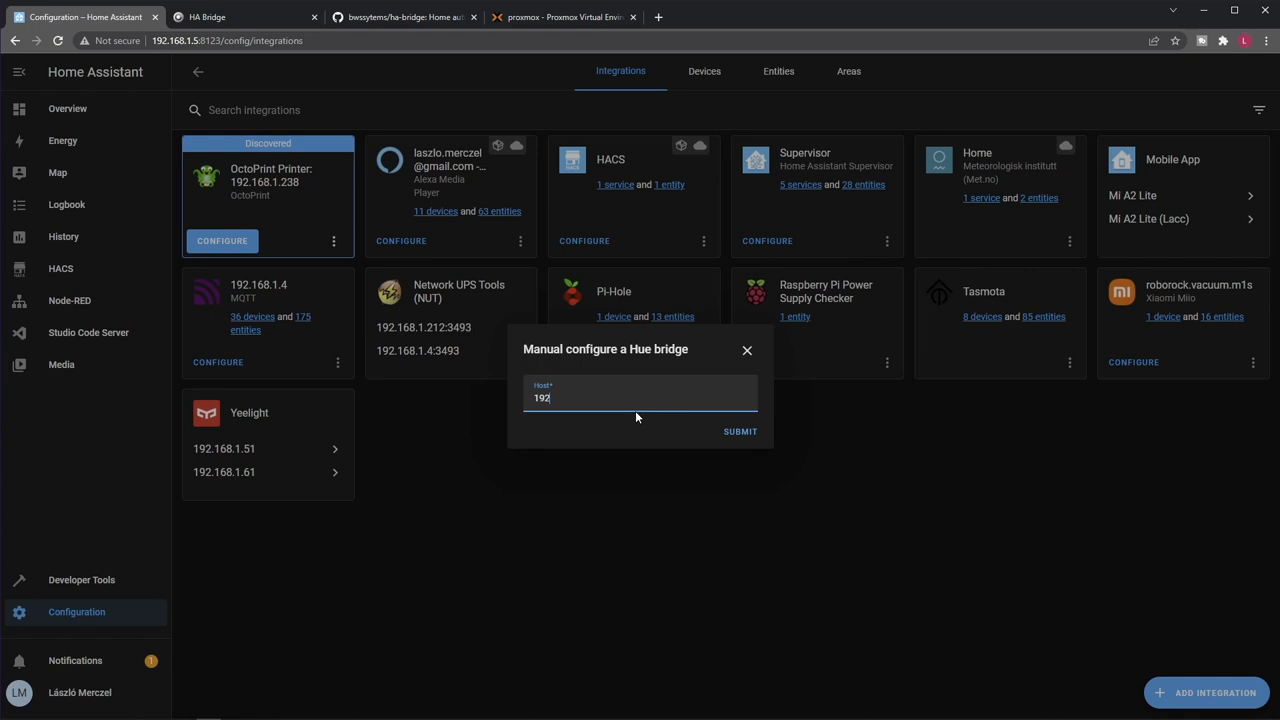 Configuration – Home Assistant
HA Bridge
bwssytems/ha-bridge: Home aut
proxmox - Proxmox Virtual Envir
Not secure
192.168.1.5:8123/config/integrations
L
Home Assistant
Integrations
Devices
Entities
Areas
Search integrations
Overview
Energy
Map
Logbook
History
HACS
Node-RED
Studio Code Server
Media
Developer Tools
Configuration
Notifications
1
LM
László Merczel
Discovered
OctoPrint Printer:
192.168.1.238
OctoPrint
CONFIGURE
laszlo.merczel
@gmail.com -...
Alexa Media
Player
11 devices and 63 entities
CONFIGURE
HACS
HACS
1 service and 1 entity
CONFIGURE
Supervisor
Home Assistant Supervisor
5 services and 28 entities
CONFIGURE
Home
Meteorologisk institutt
(Met.no)
1 service and 2 entities
Mobile App
Mi A2 Lite
Mi A2 Lite (Lacc)
192.168.1.4
MQTT
36 devices and 175
entities
CONFIGURE
Network UPS Tools
(NUT)
192.168.1.212:3493
192.168.1.4:3493
Pi-Hole
1 device and 13 entities
Raspberry Pi Power
Supply Checker
1 entity
Tasmota
8 devices and 85 entities
mi
roborock.vacuum.m1s
Xiaomi Miio
1 device and 16 entities
CONFIGURE
Yeelight
192.168.1.51
192.168.1.61
Manual configure a Hue bridge
Host*
192
SUBMIT
ADD INTEGRATION